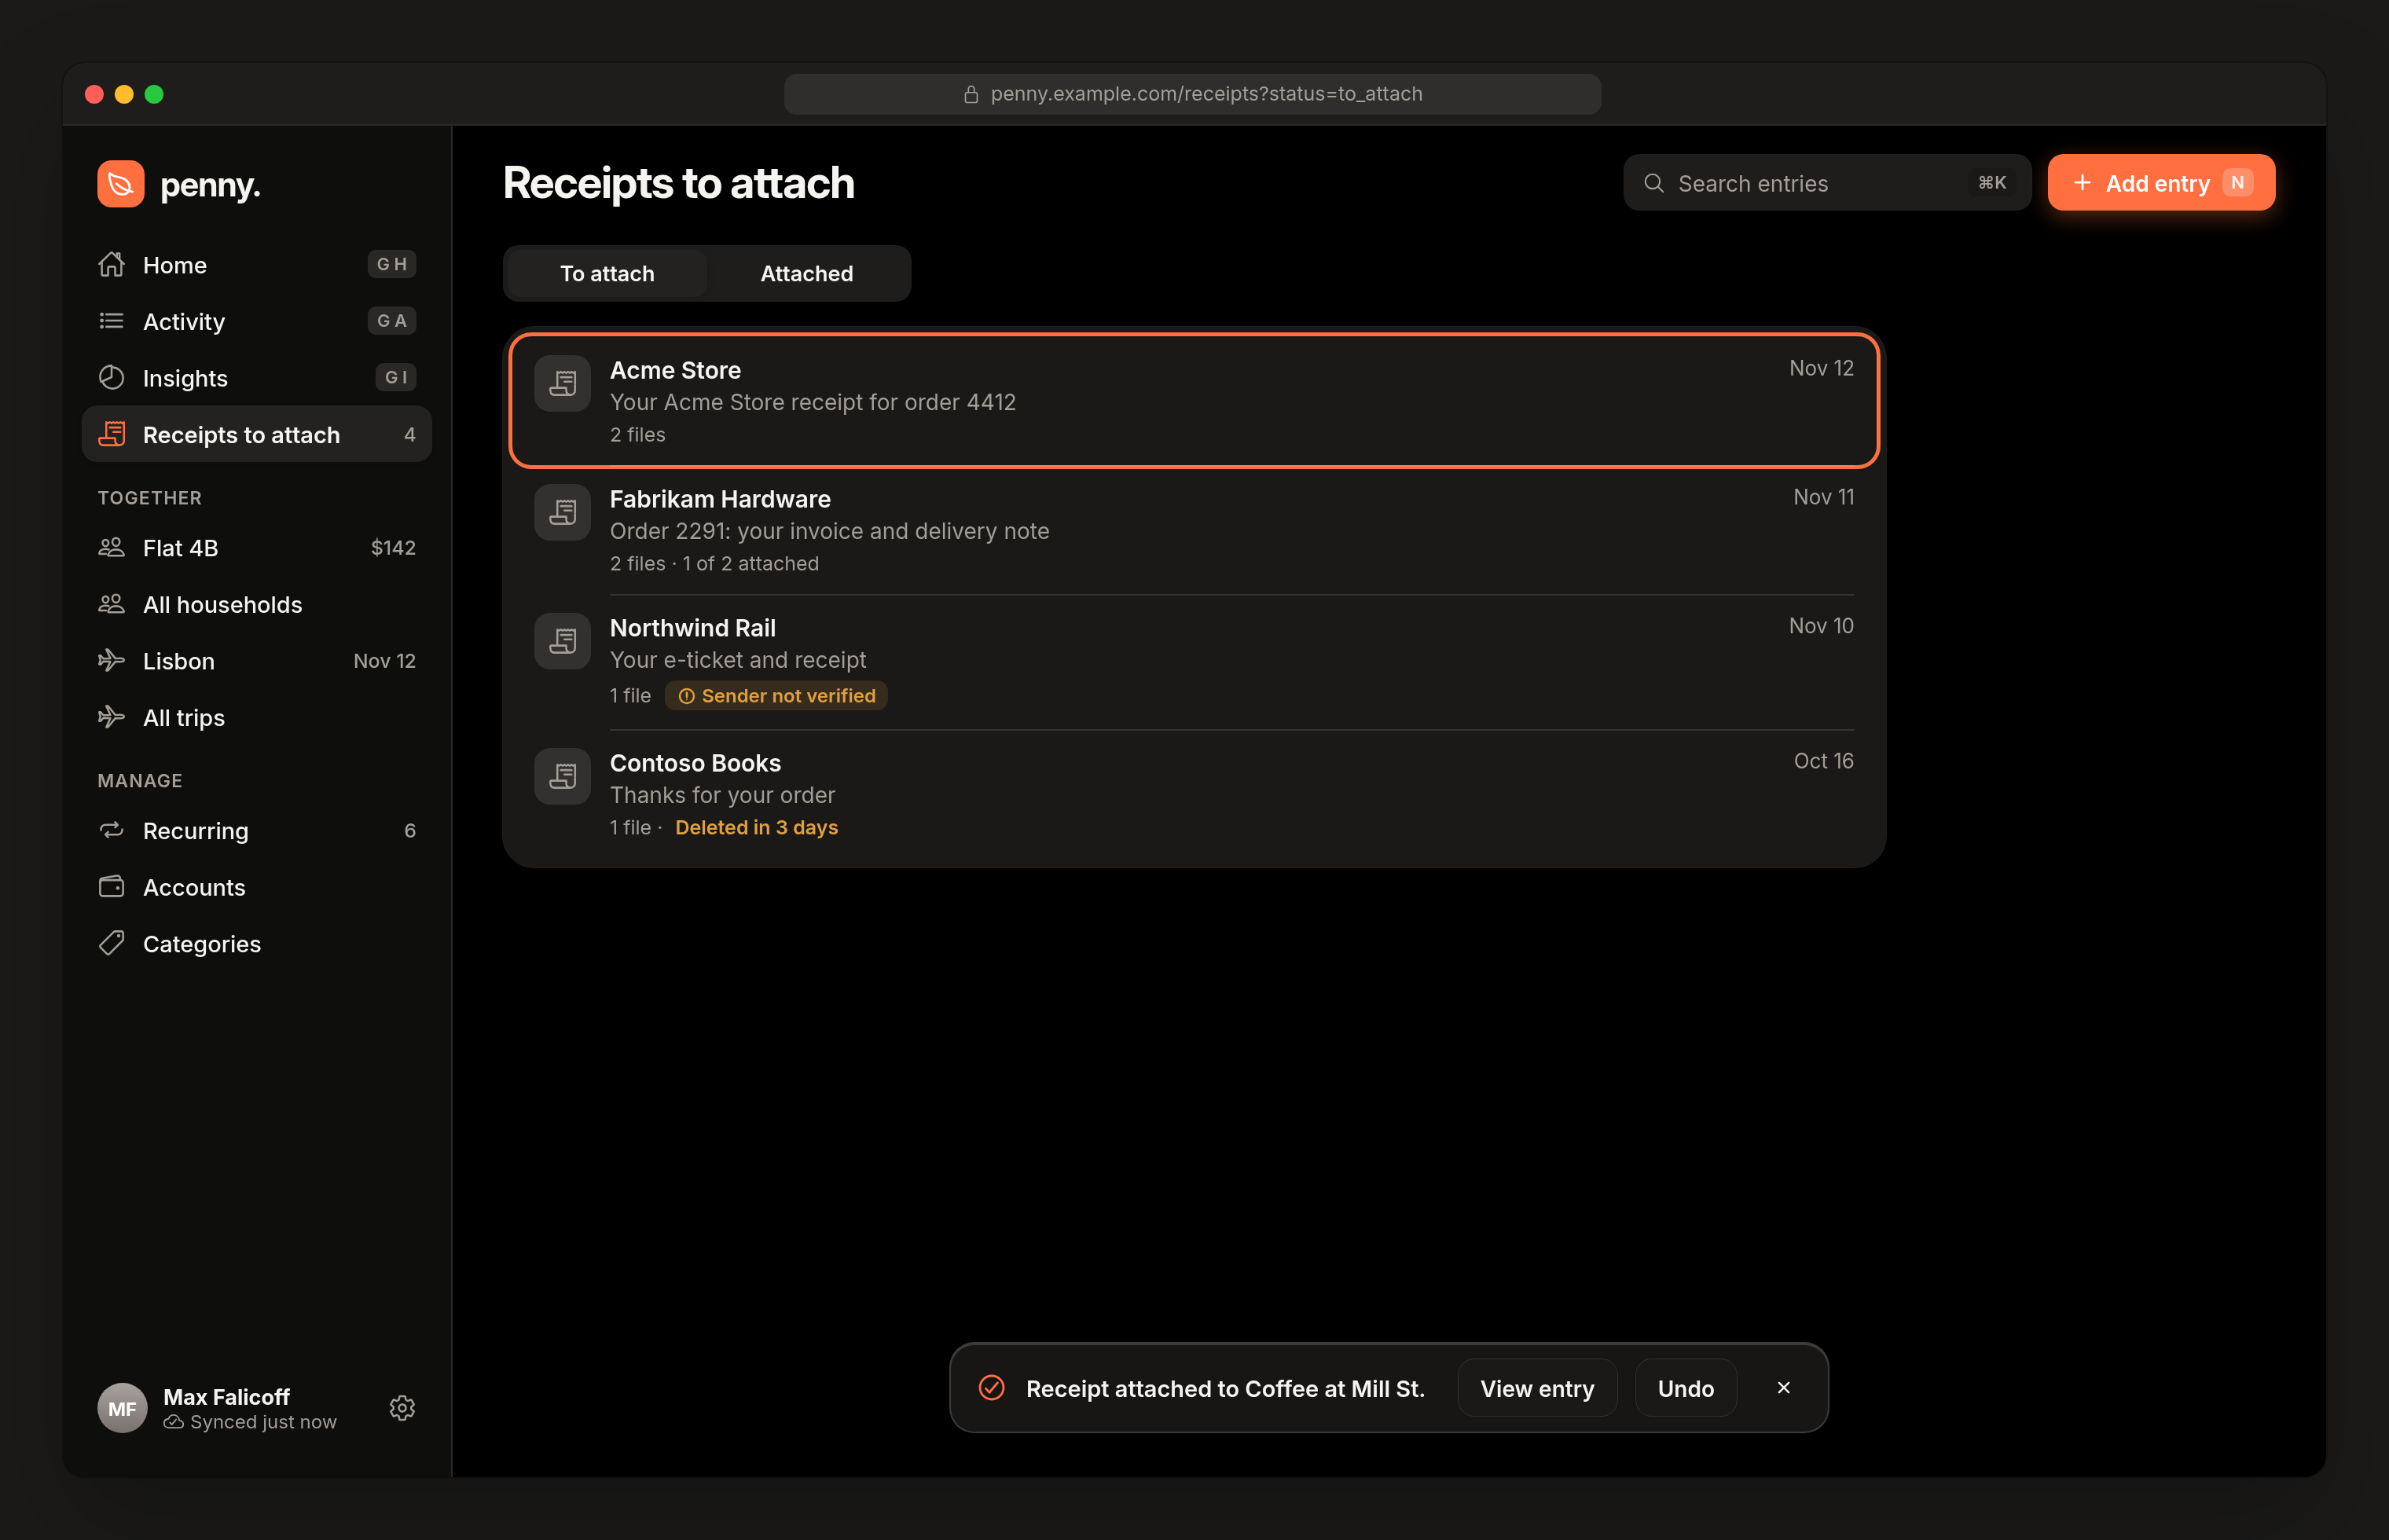 penny.example.com/receipts?status=to_attach
penny.
Home G H
Activity G A
Insights G I
Receipts to attach 4
TOGETHER
Flat 4B $142
All households
Lisbon Nov 12
All trips
MANAGE
Recurring 6
Accounts
Categories
MF
Max Falicoff
Synced just now
Receipts to attach
Search entries ⌘K
+ Add entry N
To attach Attached
Acme Store Nov 12
Your Acme Store receipt for order 4412
2 files
Fabrikam Hardware Nov 11
Order 2291: your invoice and delivery note
2 files · 1 of 2 attached
Northwind Rail Nov 10
Your e-ticket and receipt
1 file Sender not verified
Contoso Books Oct 16
Thanks for your order
1 file · Deleted in 3 days
Receipt attached to Coffee at Mill St. View entry Undo ×